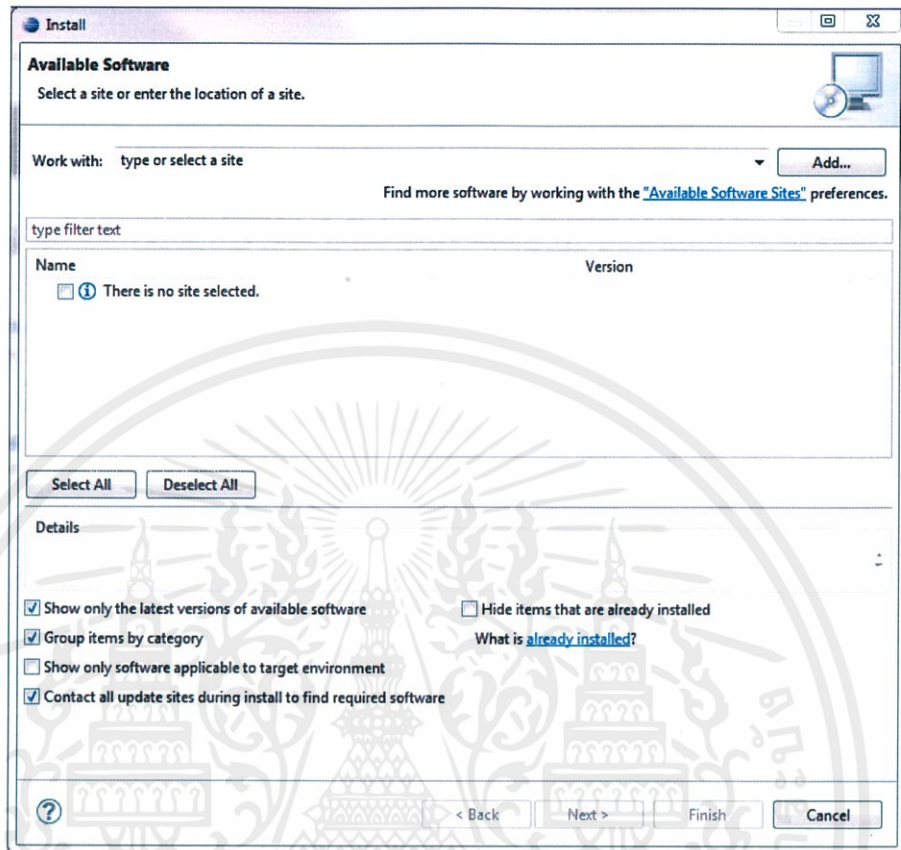 Install
Available Software
Select a site or enter the location of a site.
Work with: type or select a site Add...
Find more software by working with the "Available Software Sites" preferences.
type filter text
Name Version
There is no site selected.
Select All Deselect All
Details
Show only the latest versions of available software Hide items that are already installed
Group items by category What is already installed?
Show only software applicable to target environment
Contact all update sites during install to find required software
? < Back Next > Finish Cancel